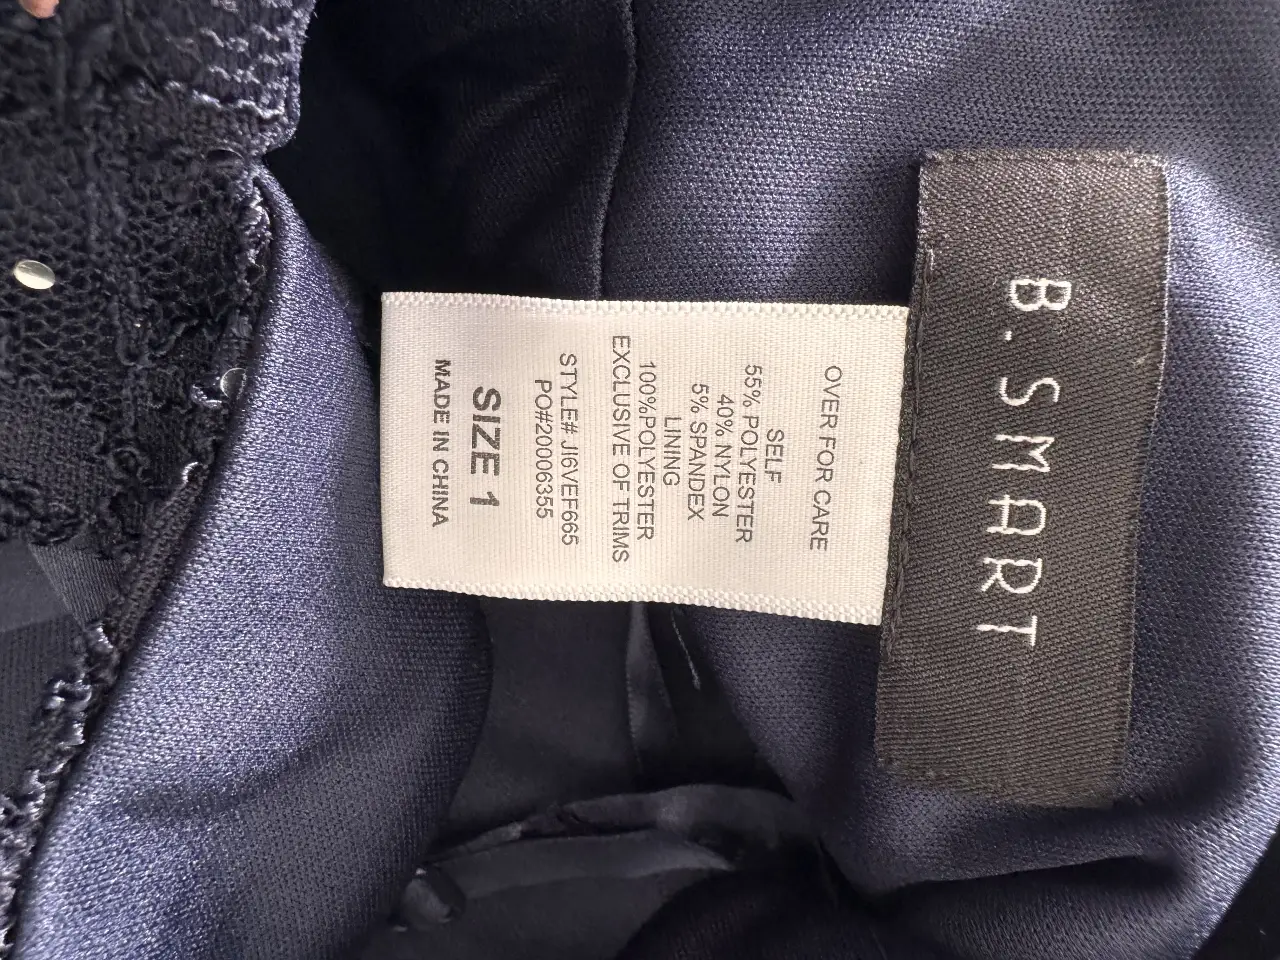 B. SMART
OVER FOR CARE
SELF
55% POLYESTER
40% NYLON
5% SPANDEX
LINING
100%POLYESTER
EXCLUSIVE OF TRIMS
STYLE# JI6VEF665
PO#20006355
SIZE 1
MADE IN CHINA